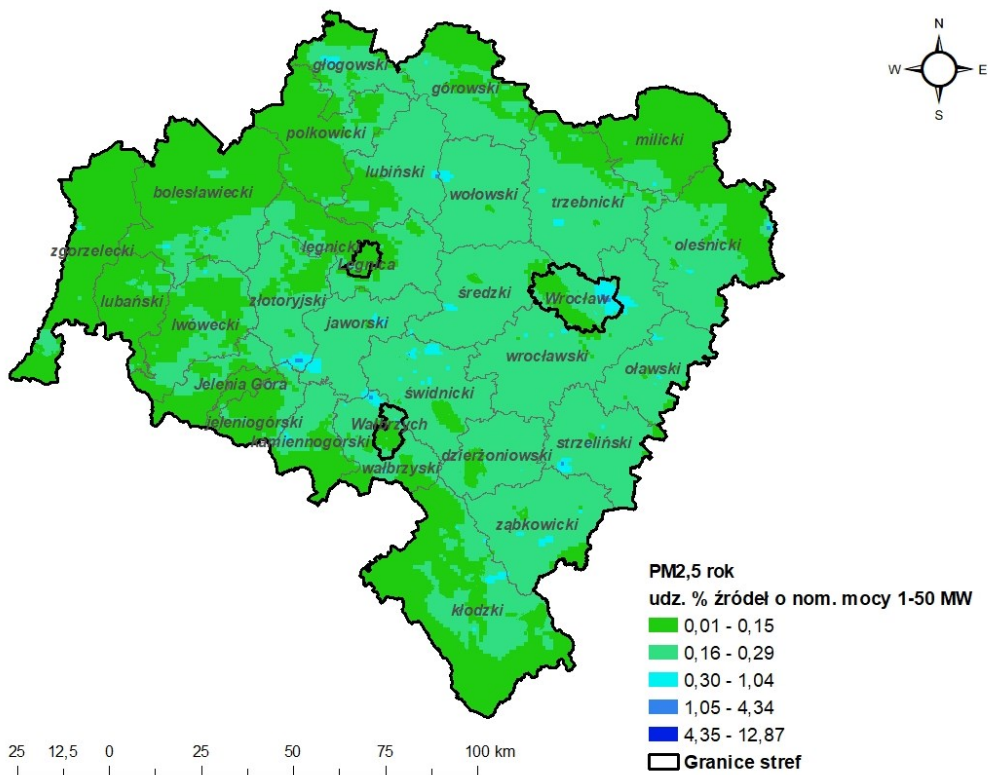 N
W E
S
głogowski
górowski
polkowicki
milicki
lubiński
bolesławiecki
wołowski
trzebnicki
zgorzelecki
legnicki
oleśnicki
Legnica
lubański
złotoryjski
średzki
Wrocław
lwówecki
jaworski
wrocławski
oławski
Jelenia Góra
świdnicki
jeleniogórski
Wałbrzych
kamiennogórski
strzeliński
wałbrzyski
dzierżoniowski
ząbkowicki
kłodzki
PM2,5 rok
udz. % źródeł o nom. mocy 1-50 MW
0,01 - 0,15
0,16 - 0,29
0,30 - 1,04
1,05 - 4,34
4,35 - 12,87
Granice stref
25 12,5 0 25 50 75 100 km